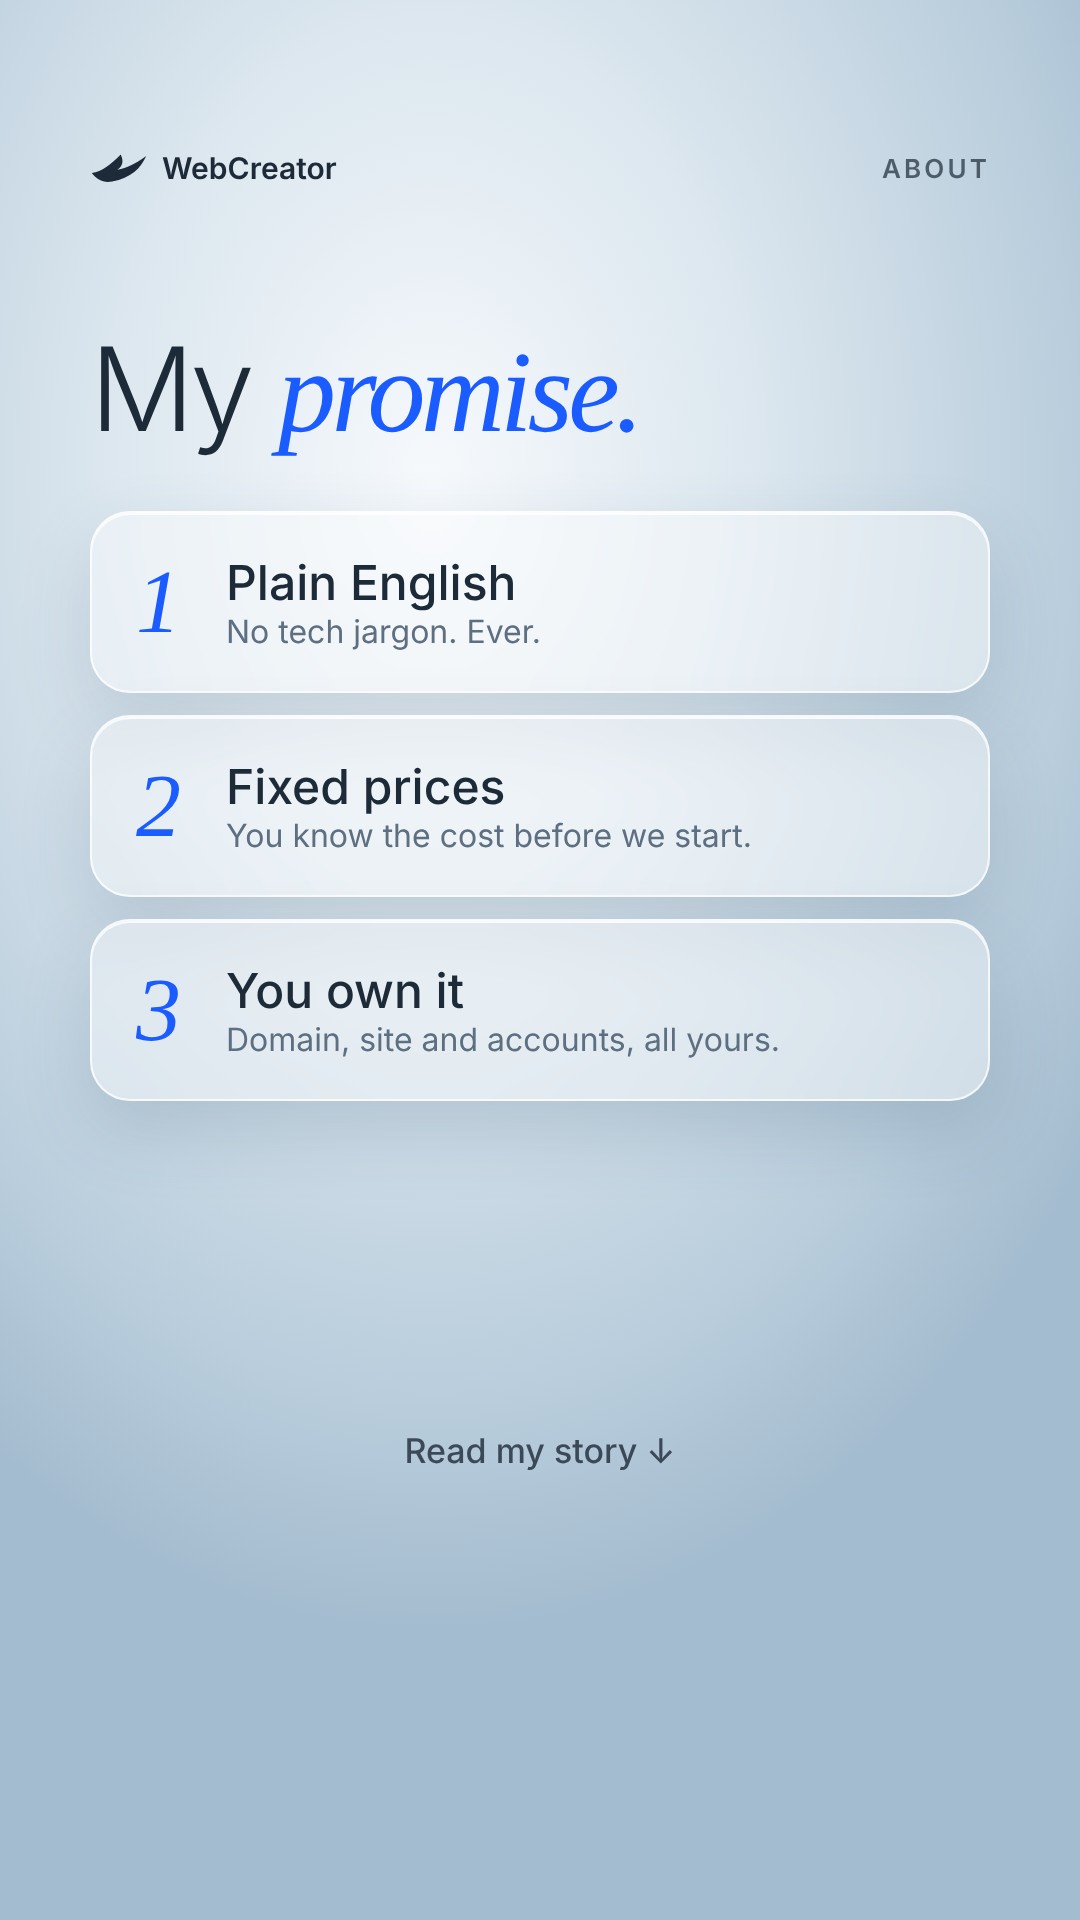 WebCreator
ABOUT
My promise.
1
Plain English
No tech jargon. Ever.
2
Fixed prices
You know the cost before we start.
3
You own it
Domain, site and accounts, all yours.
Read my story ↓